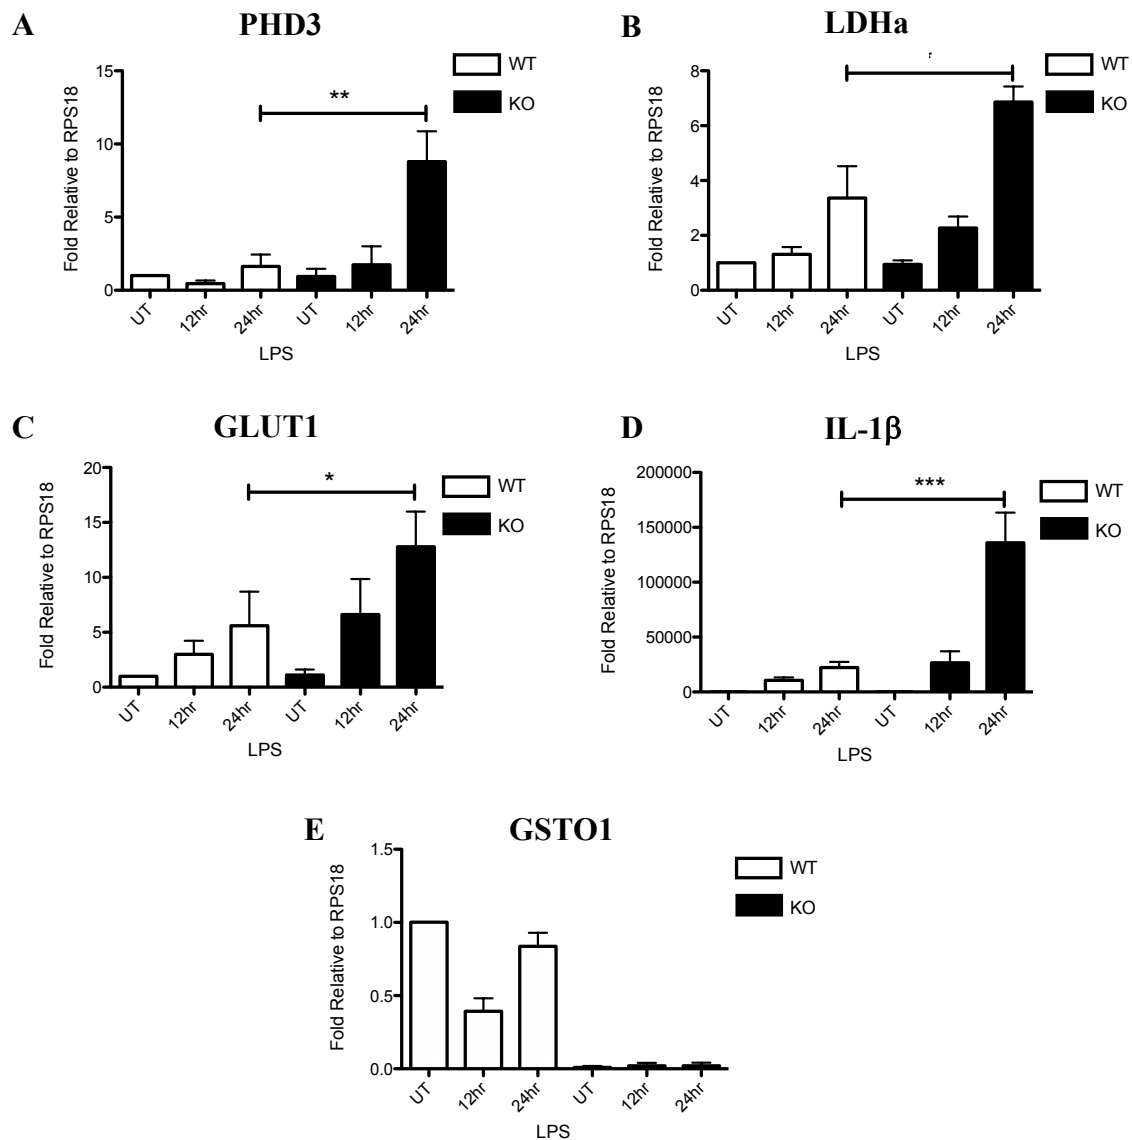 A
PHD3
WT
KO
**
Fold Relative to RPS18
15
10
5
0
UT
12hr
24hr
UT
12hr
24hr
LPS
B
LDHa
WT
KO
Fold Relative to RPS18
8
6
4
2
0
UT
12hr
24hr
UT
12hr
24hr
LPS
C
GLUT1
WT
KO
*
Fold Relative to RPS18
20
15
10
5
0
UT
12hr
24hr
UT
12hr
24hr
LPS
D
IL-1β
WT
KO
***
Fold Relative to RPS18
200000
150000
100000
50000
0
UT
12hr
24hr
UT
12hr
24hr
LPS
E
GSTO1
WT
KO
Fold Relative to RPS18
1.5
1.0
0.5
0.0
UT
12hr
24hr
UT
12hr
24hr
LPS